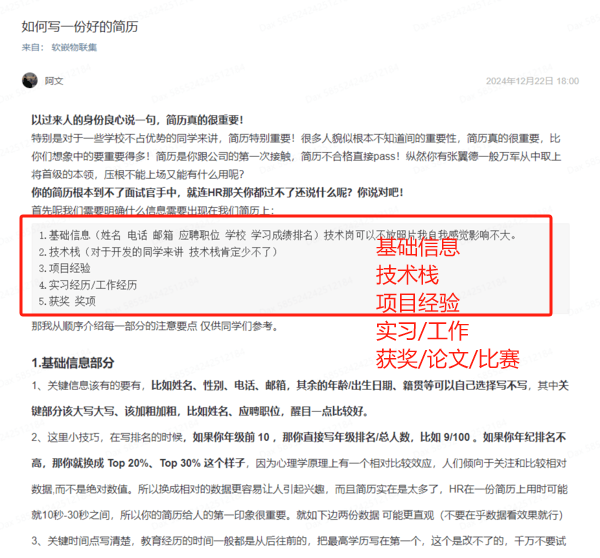 如何写一份好的简历
来自： 软嵌物联集
阿文
2024年12月22日 18:00
以过来人的身份良心说一句，简历真的很重要！
特别是对于一些学校不占优势的同学来讲，简历特别重要！很多人貌似根本不知道间的重要性，简历真的很重要，比
你们想象中的要重要得多！简历是你跟公司的第一次接触，简历不合格直接pass！纵然你有张翼德一般万军从中取上
将首级的本领，压根不能上场又能有什么用呢？
你的简历根本到不了面试官手中，就连HR那关你都过不了还说什么呢？你说对吧！
首先呢我们需要明确什么信息需要出现在我们简历上：
1.基础信息（姓名 电话 邮箱 应聘职位 学校 学习成绩排名）技术岗可以不放照片我自我感觉影响不大。
2.技术栈（对于开发的同学来讲 技术栈肯定少不了）
3.项目经验
4.实习经历/工作经历
5.获奖 奖项
基础信息
技术栈
项目经验
实习/工作
获奖/论文/比赛
那我从顺序介绍每一部分的注意要点 仅供同学们参考。
1.基础信息部分
1、关键信息该有的要有，比如姓名、性别、电话、邮箱，其余的年龄/出生日期、籍贯等可以自己选择写不写，其中关
键部分该大写大写、该加粗加粗，比如姓名、应聘职位，醒目一点比较好。
2、这里小技巧，在写排名的时候，如果你年级前 10 ，那你直接写年级排名/总人数，比如 9/100 。如果你年纪排名不
高，那你就换成 Top 20%、Top 30% 这个样子，因为心理学原理上有一个相对比较效应，人们倾向于关注和比较相对
数据,而不是绝对数值。所以换成相对的数据更容易让人引起兴趣，而且简历实在是太多了，HR在一份简历上用时可能
就10秒-30秒之间，所以你的简历给人的第一印象很重要。就如下边两份数据 可能更直观（不要在乎数据看效果就行）
3、关键时间点写清楚，教育经历的时间一般都是从后往前的，把最高学历写在第一个，这个是改不了的，千万不要试